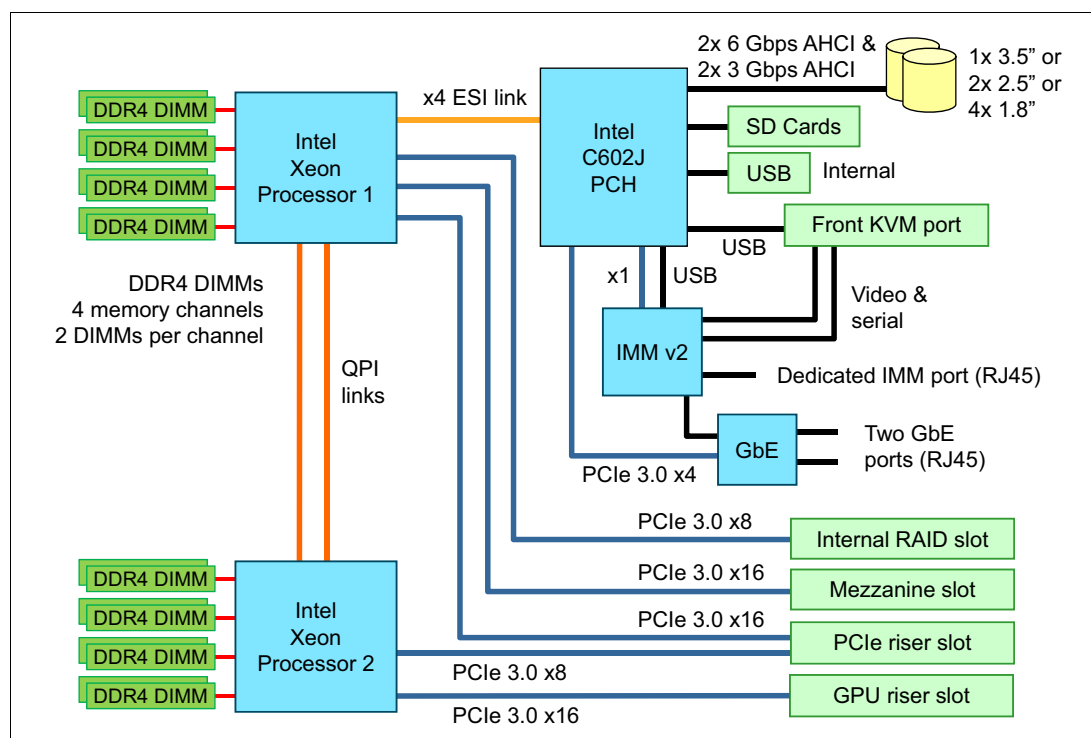 2x 6 Gbps AHCI &
2x 3 Gbps AHCI
1x 3.5” or
2x 2.5” or
4x 1.8”
x4 ESI link
DDR4 DIMM
DDR4 DIMM
DDR4 DIMM
DDR4 DIMM
Intel
Xeon
Processor 1
Intel
C602J
PCH
SD Cards
USB
Internal
Front KVM port
USB
x1
USB
Video &
serial
DDR4 DIMMs
4 memory channels
2 DIMMs per channel
QPI
links
IMM v2
Dedicated IMM port (RJ45)
GbE
Two GbE
ports (RJ45)
PCIe 3.0 x4
PCIe 3.0 x8
Internal RAID slot
PCIe 3.0 x16
Mezzanine slot
PCIe 3.0 x16
PCIe riser slot
DDR4 DIMM
DDR4 DIMM
DDR4 DIMM
DDR4 DIMM
Intel
Xeon
Processor 2
PCIe 3.0 x8
GPU riser slot
PCIe 3.0 x16